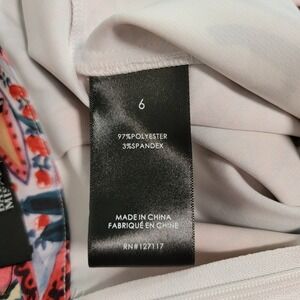 6
97%POLYESTER
3%SPANDEX
MADE IN CHINA
FABRIQUÉ EN CHINE
RN#127117